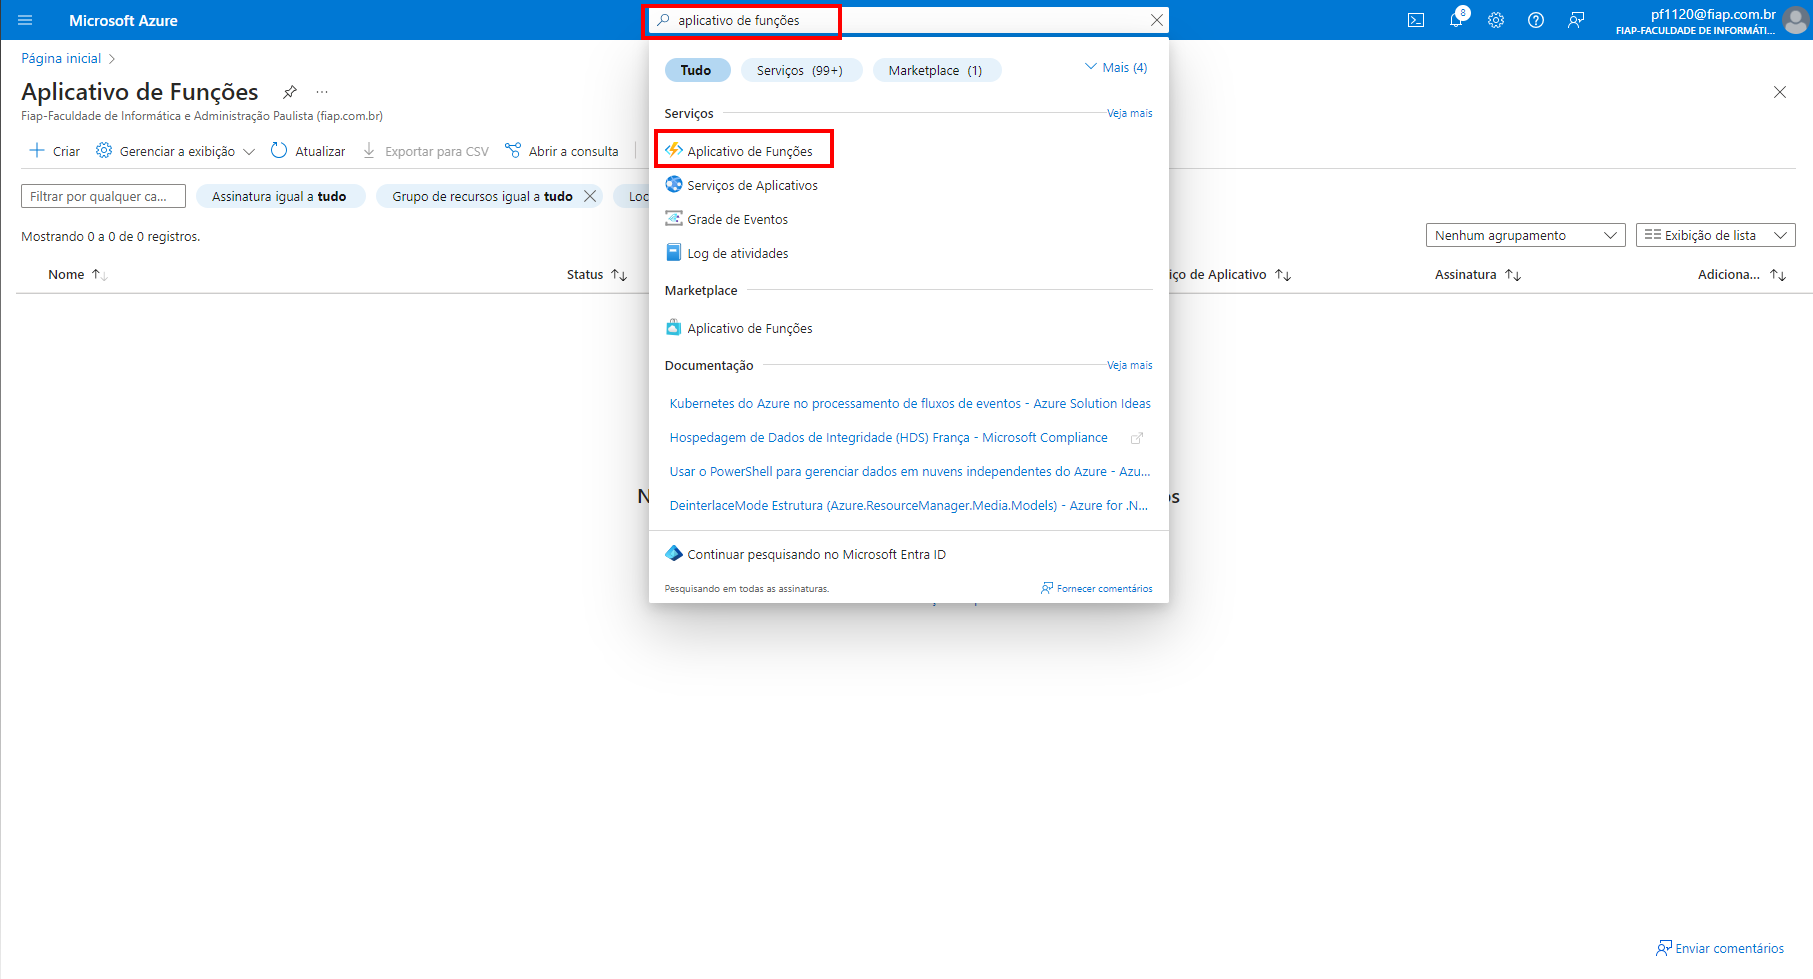 Microsoft Azure
aplicativo de funções
8
pf1120@fiap.com.br
FIAP-FACULDADE DE INFORMÁTI...
Página inicial
Aplicativo de Funções
Fiap-Faculdade de Informática e Administração Paulista (fiap.com.br)
Criar
Gerenciar a exibição
Atualizar
Exportar para CSV
Abrir a consulta
Filtrar por qualquer ca...
Assinatura igual a tudo
Grupo de recursos igual a tudo
Loc
Mostrando 0 a 0 de 0 registros.
Nenhum agrupamento
Exibição de lista
Nome
Status
iço de Aplicativo
Assinatura
Adiciona...
Tudo
Serviços (99+)
Marketplace (1)
Mais (4)
Serviços
Veja mais
Aplicativo de Funções
Serviços de Aplicativos
Grade de Eventos
Log de atividades
Marketplace
Aplicativo de Funções
Documentação
Veja mais
Kubernetes do Azure no processamento de fluxos de eventos - Azure Solution Ideas
Hospedagem de Dados de Integridade (HDS) França - Microsoft Compliance
Usar o PowerShell para gerenciar dados em nuvens independentes do Azure - Azu...
DeinterlaceMode Estrutura (Azure.ResourceManager.Media.Models) - Azure for .N...
Continuar pesquisando no Microsoft Entra ID
Pesquisando em todas as assinaturas.
Fornecer comentários
Enviar comentários